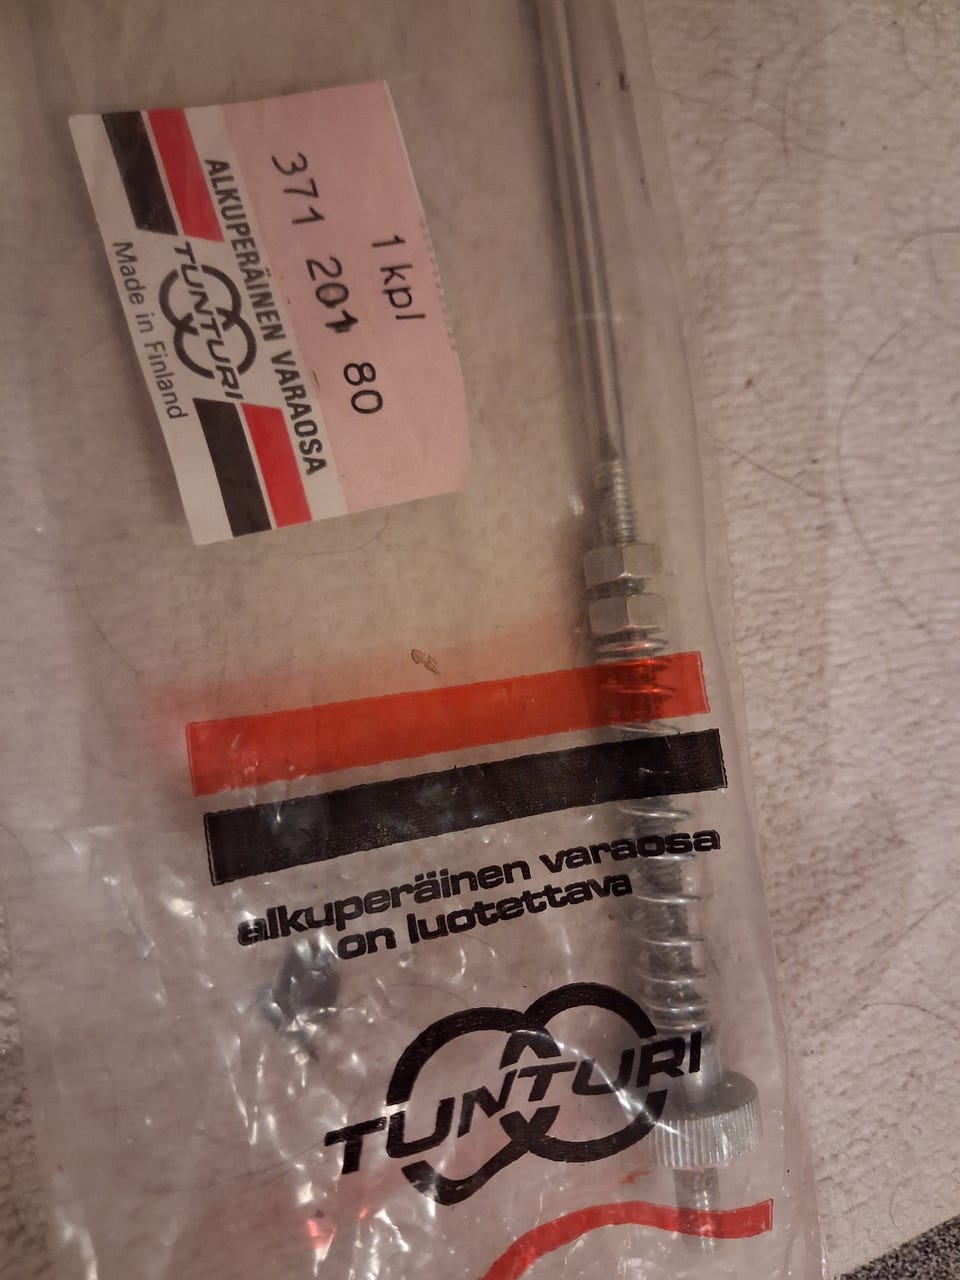 1 kpl
371 201 80
ALKUPERÄINEN VARAOSA
TUNTURI
Made in Finland
alkuperäinen varaosa
on luotettava
TUNTURI